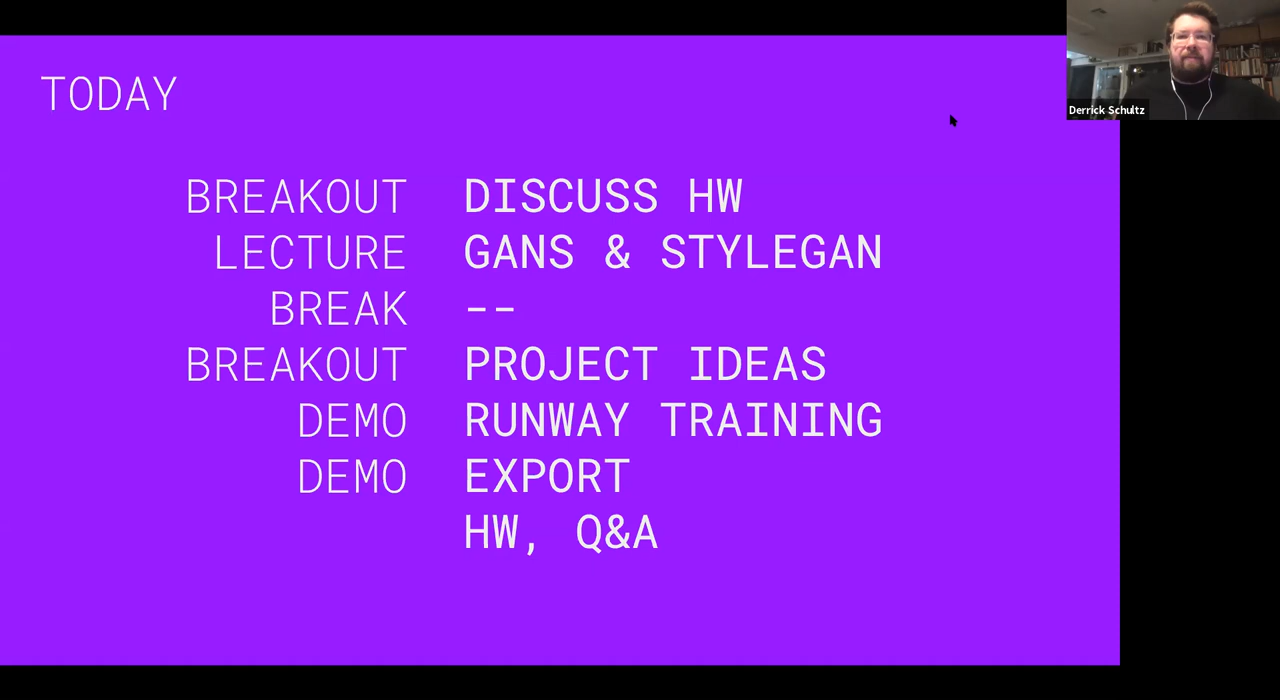 TODAY
BREAKOUT DISCUSS HW
LECTURE GANS & STYLEGAN
BREAK --
BREAKOUT PROJECT IDEAS
DEMO RUNWAY TRAINING
DEMO EXPORT
HW, Q&A
Derrick Schultz